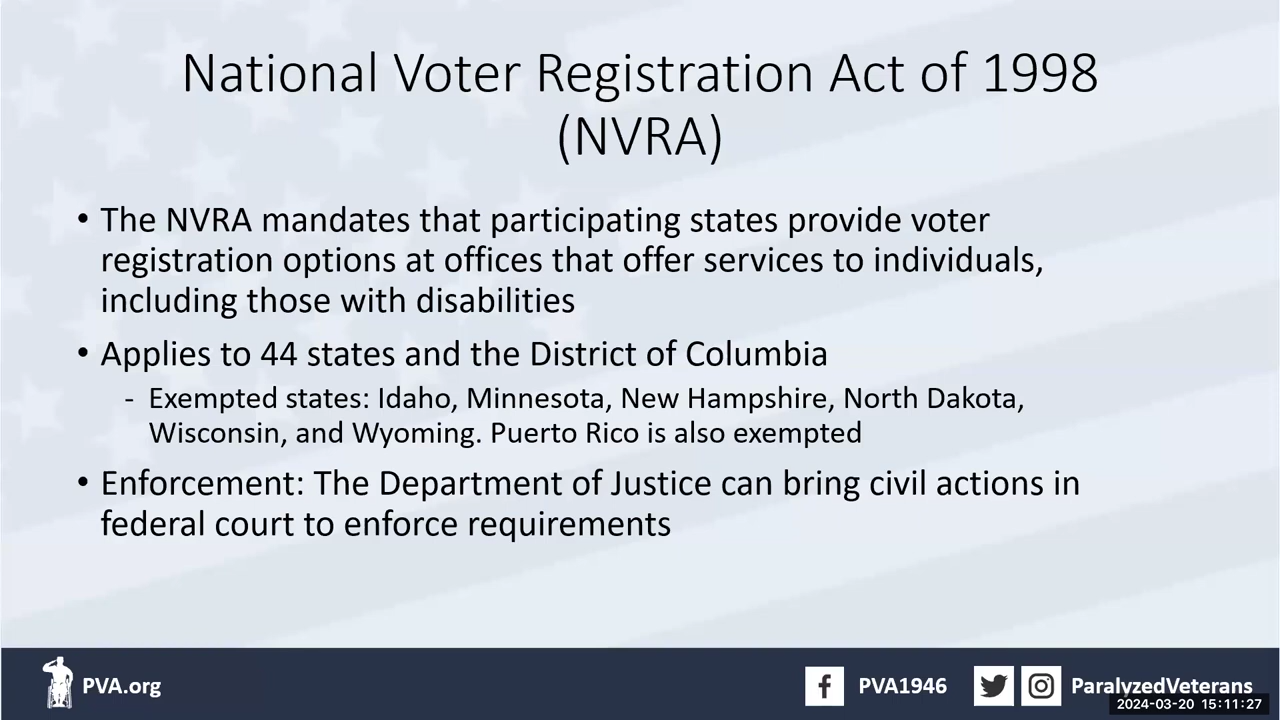 National Voter Registration Act of 1998
(NVRA)
• The NVRA mandates that participating states provide voter
registration options at offices that offer services to individuals,
including those with disabilities
• Applies to 44 states and the District of Columbia
- Exempted states: Idaho, Minnesota, New Hampshire, North Dakota,
Wisconsin, and Wyoming. Puerto Rico is also exempted
• Enforcement: The Department of Justice can bring civil actions in
federal court to enforce requirements
PVA.org
PVA1946
ParalyzedVeterans
2024-03-20 15:11:27